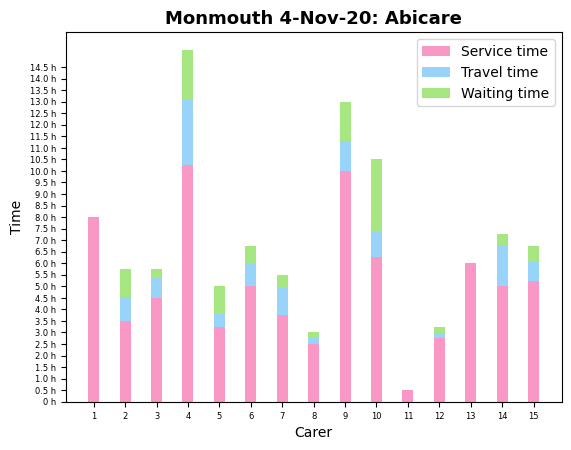 Monmouth 4-Nov-20: Abicare
Service time
Travel time
Waiting time
14.5 h
14.0 h
13.5 h
13.0 h
12.5 h
12.0 h
11.5 h
11.0 h
10.5 h
10.0 h
9.5 h
9.0 h
8.5 h
8.0 h
7.5 h
7.0 h
6.5 h
6.0 h
5.5 h
5.0 h
4.5 h
4.0 h
3.5 h
3.0 h
2.5 h
2.0 h
1.5 h
1.0 h
0.5 h
0 h
Time
1 2 3 4 5 6 7 8 9 10 11 12 13 14 15
Carer